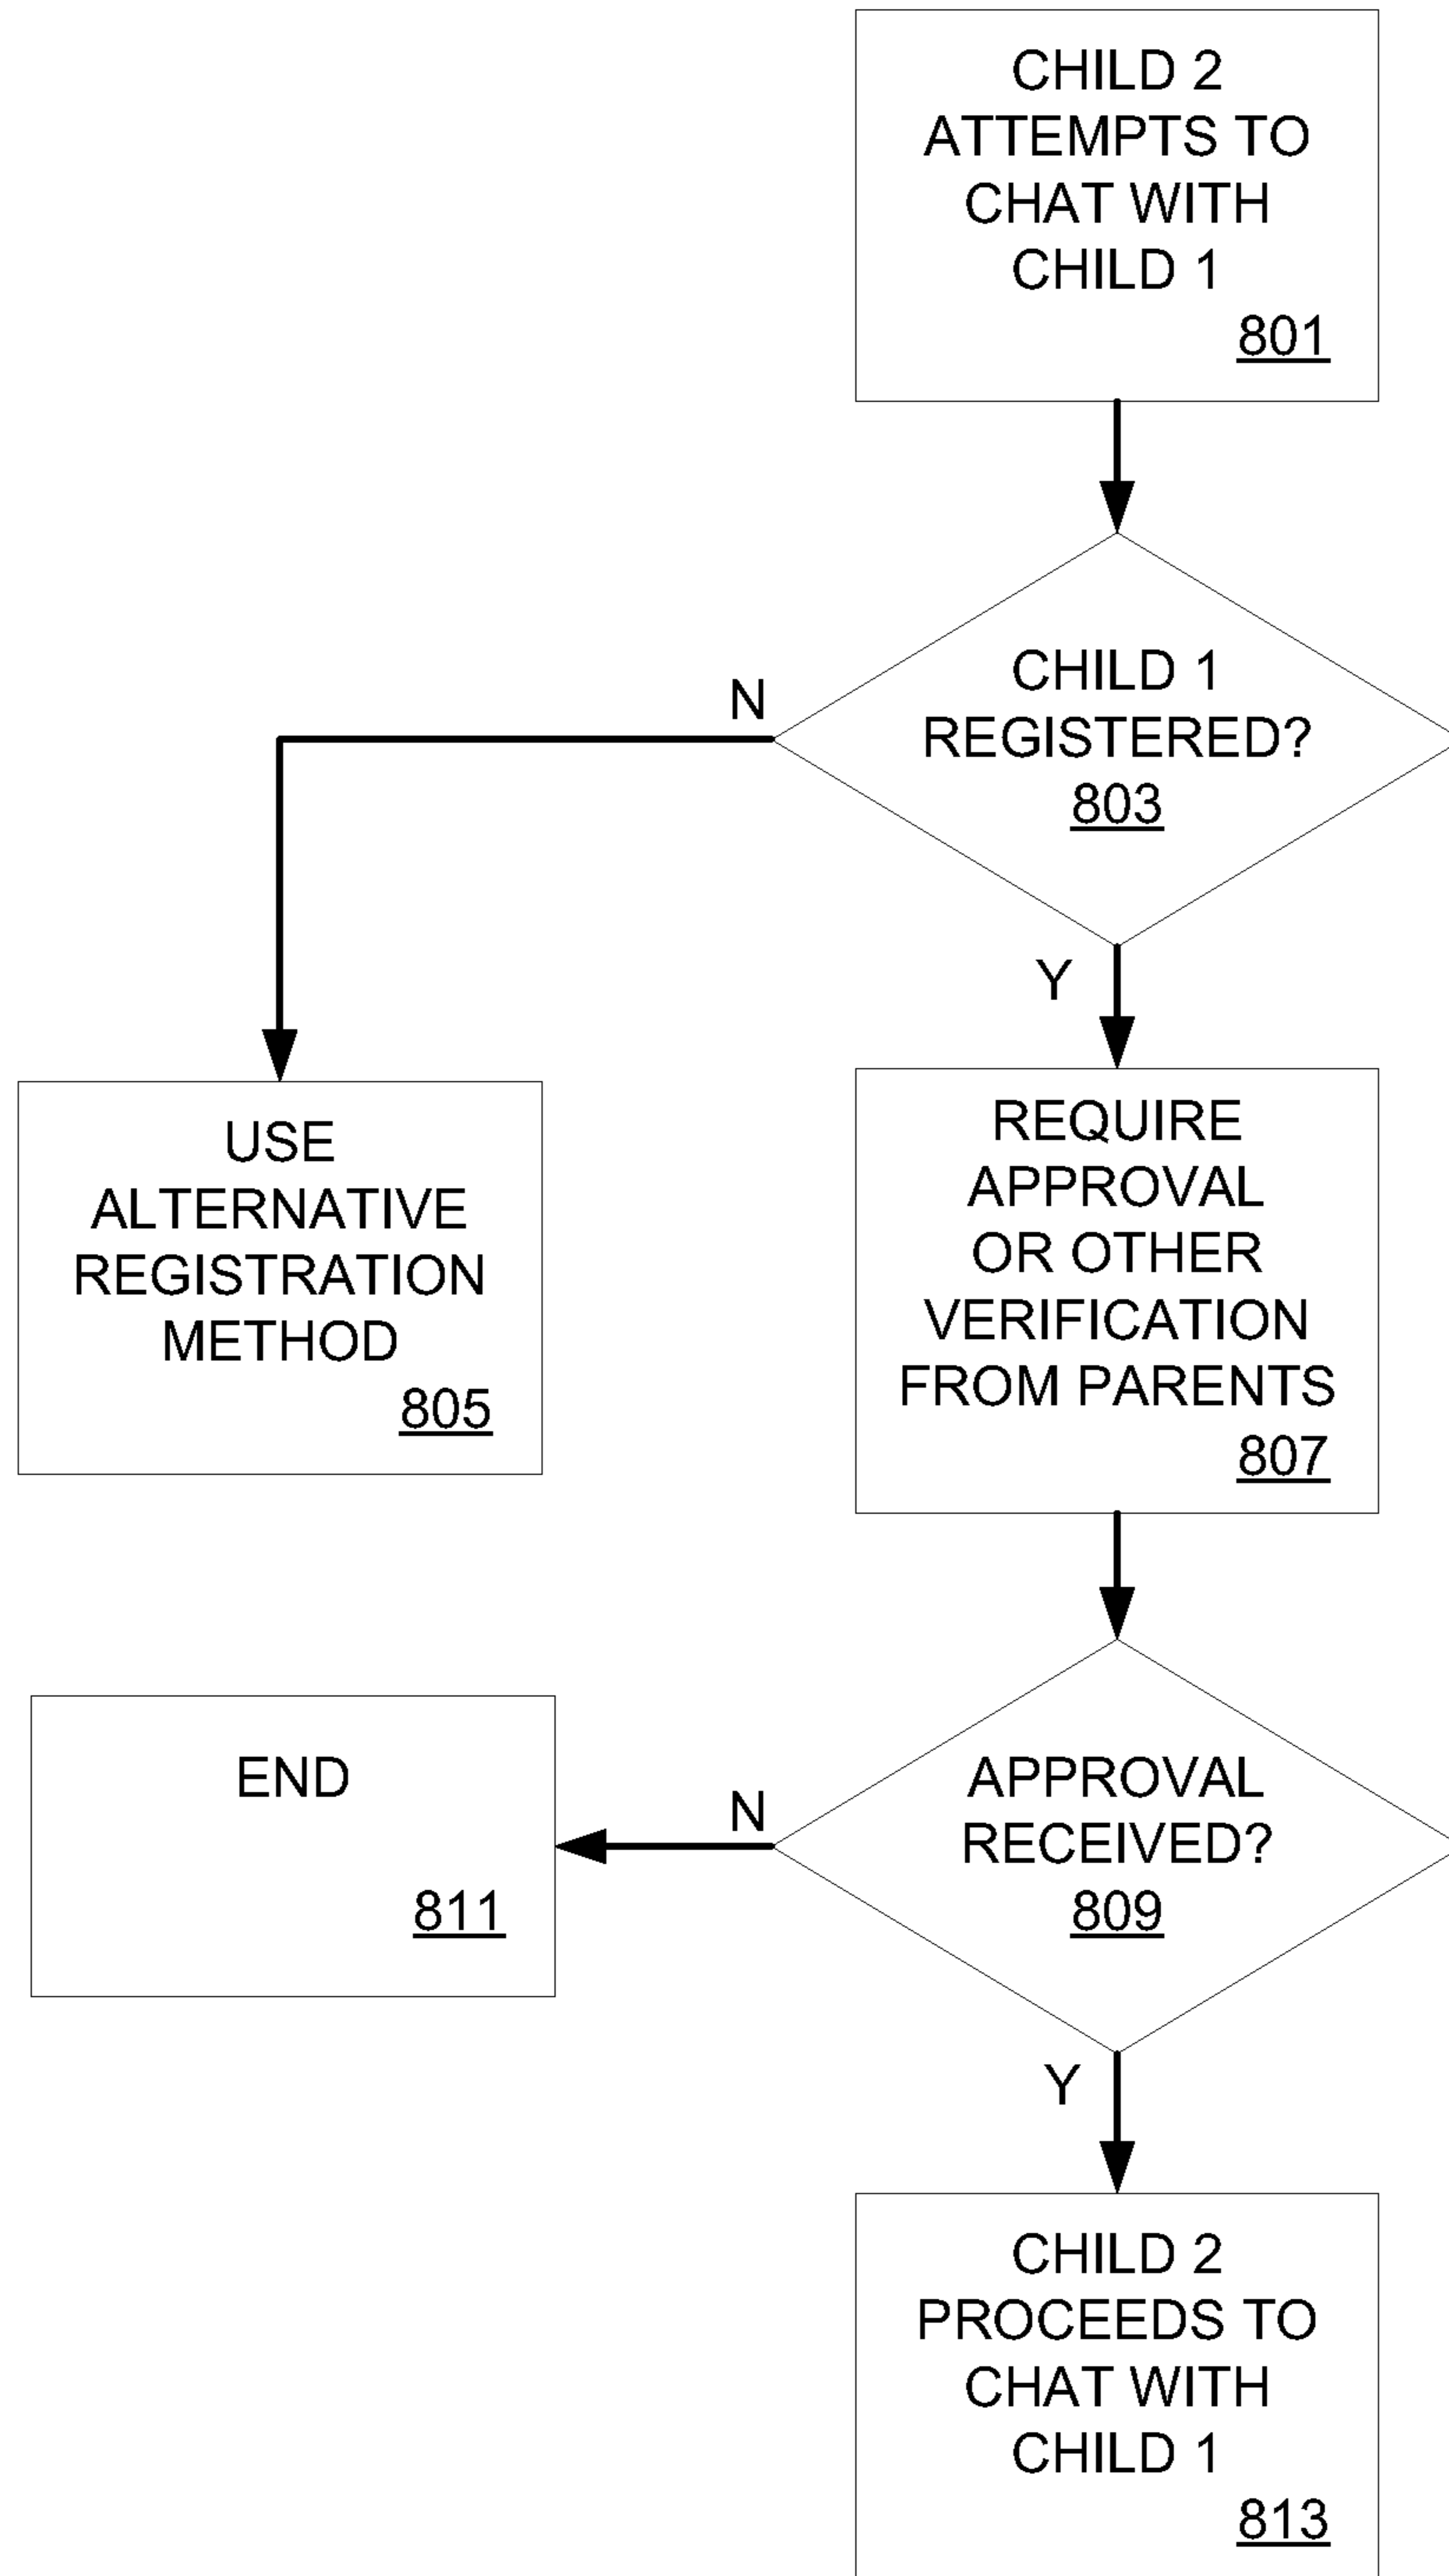 CHILD 2
ATTEMPTS TO
CHAT WITH
CHILD 1
801
CHILD 1
REGISTERED?
803
N
Y
USE
ALTERNATIVE
REGISTRATION
METHOD
805
REQUIRE
APPROVAL
OR OTHER
VERIFICATION
FROM PARENTS
807
APPROVAL
RECEIVED?
809
N
END
811
Y
CHILD 2
PROCEEDS TO
CHAT WITH
CHILD 1
813